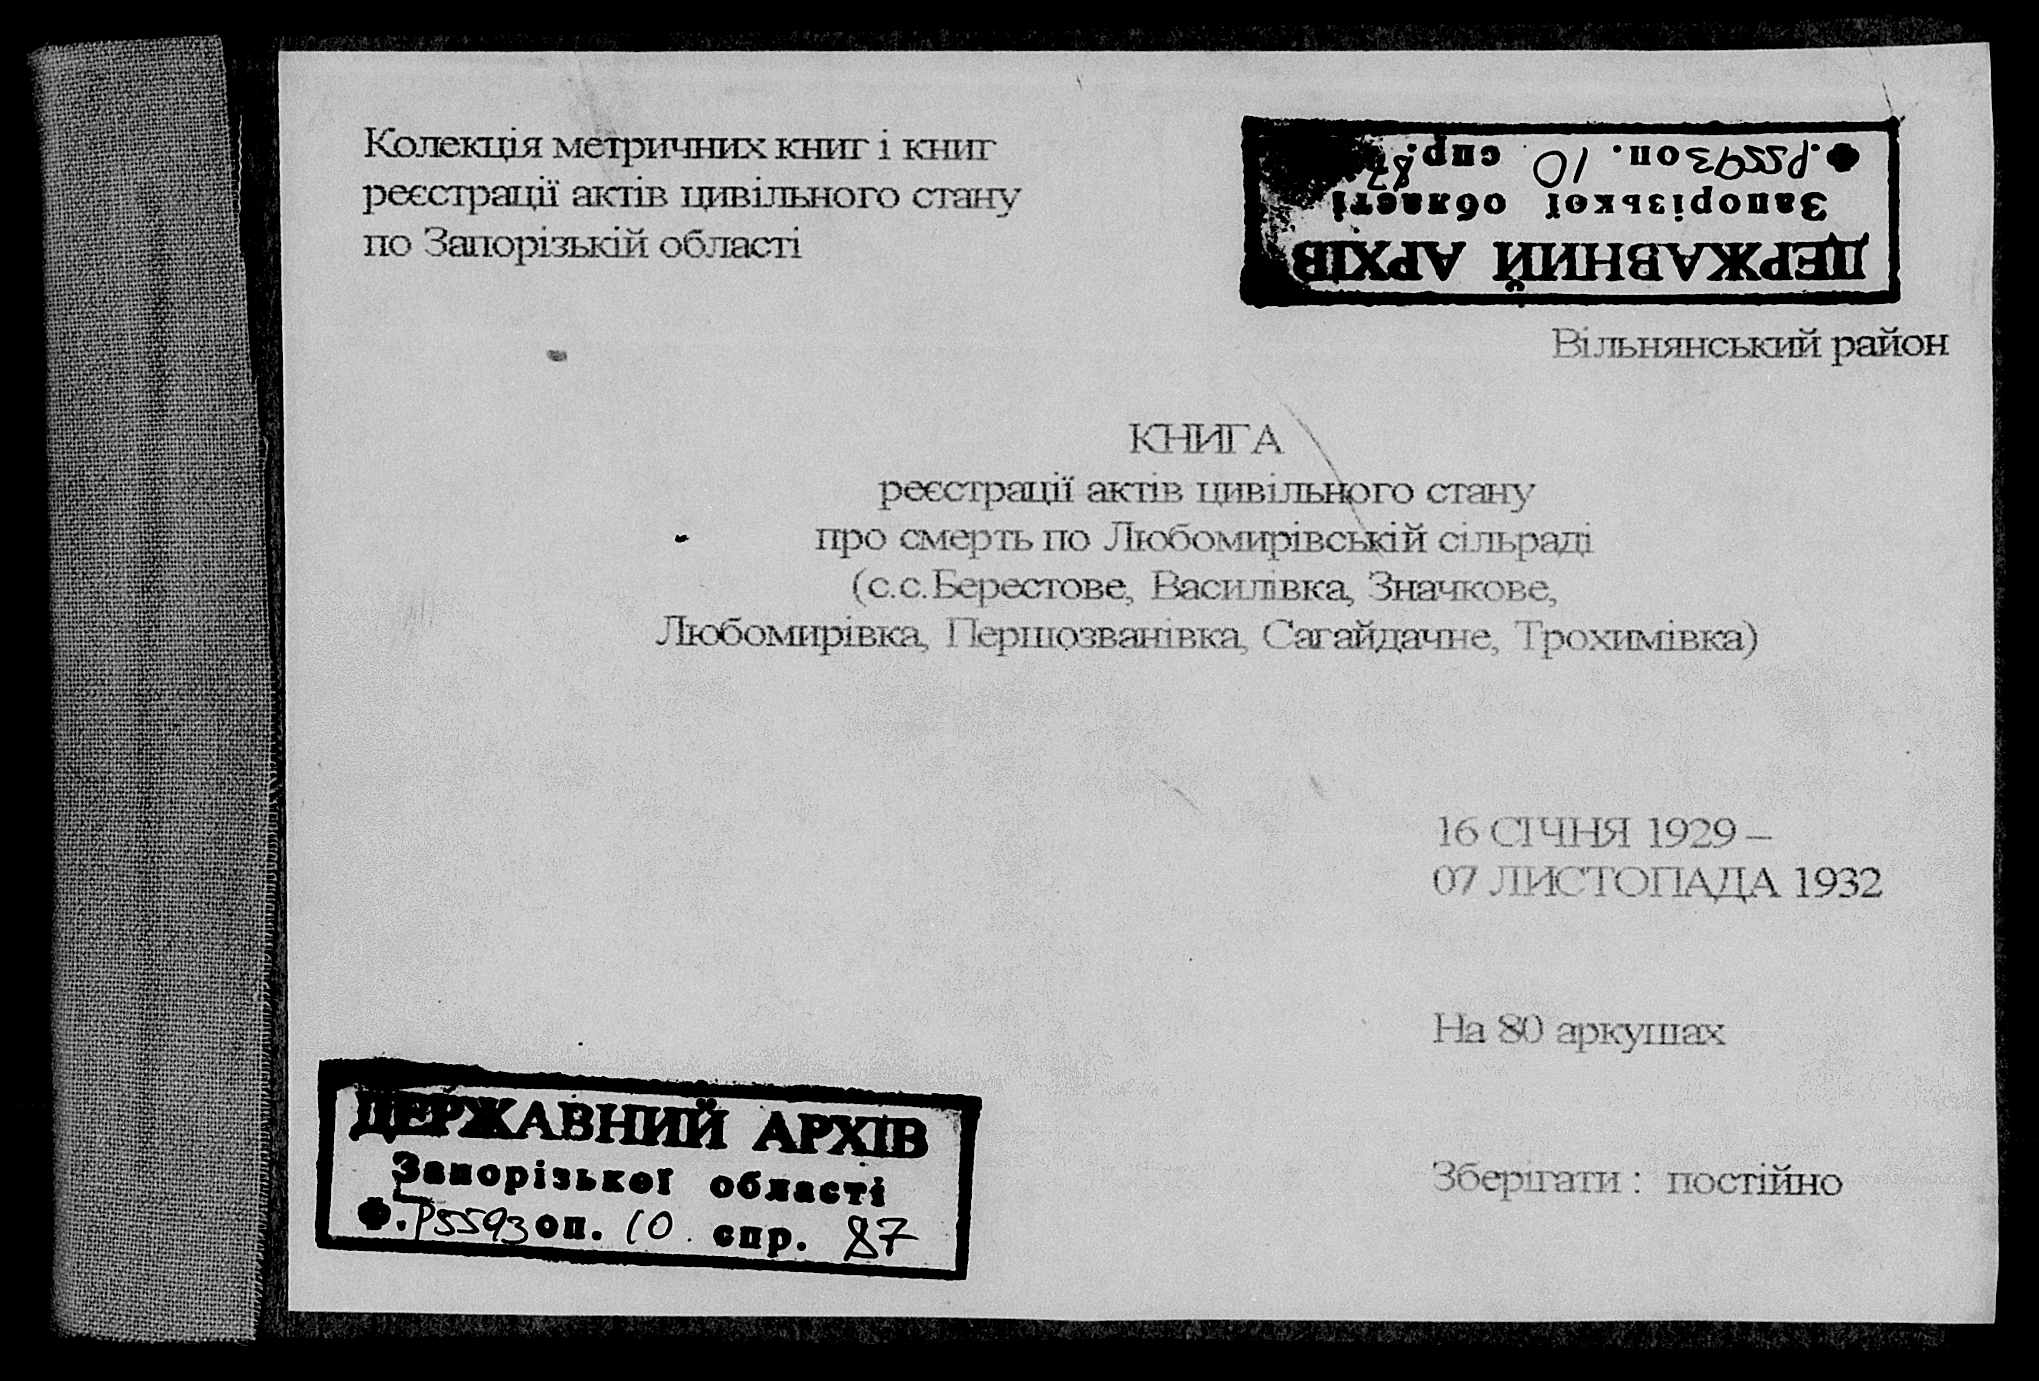 Колекція метричних книг і книг
реєстрації актів цивільного стану
по Запорізькій області
ДЕРЖАВНИЙ АРХІВ
Запорізької області
Ф. Р5593 оп. 10 спр. 87
Вільнянський район
КНИГА
реєстрації актів цивільного стану
про смерть по Любомирівській сільраді
(с.с.Берестове, Василівка, Значкове,
Любомирівка, Першозванівка, Сагайдачне, Трохимівка)
16 СІЧНЯ 1929 –
07 ЛИСТОПАДА 1932
На 80 аркушах
Зберігати : постійно
ДЕРЖАВНИЙ АРХІВ
Запорізької області
Ф. Р5593 оп. 10 спр. 87